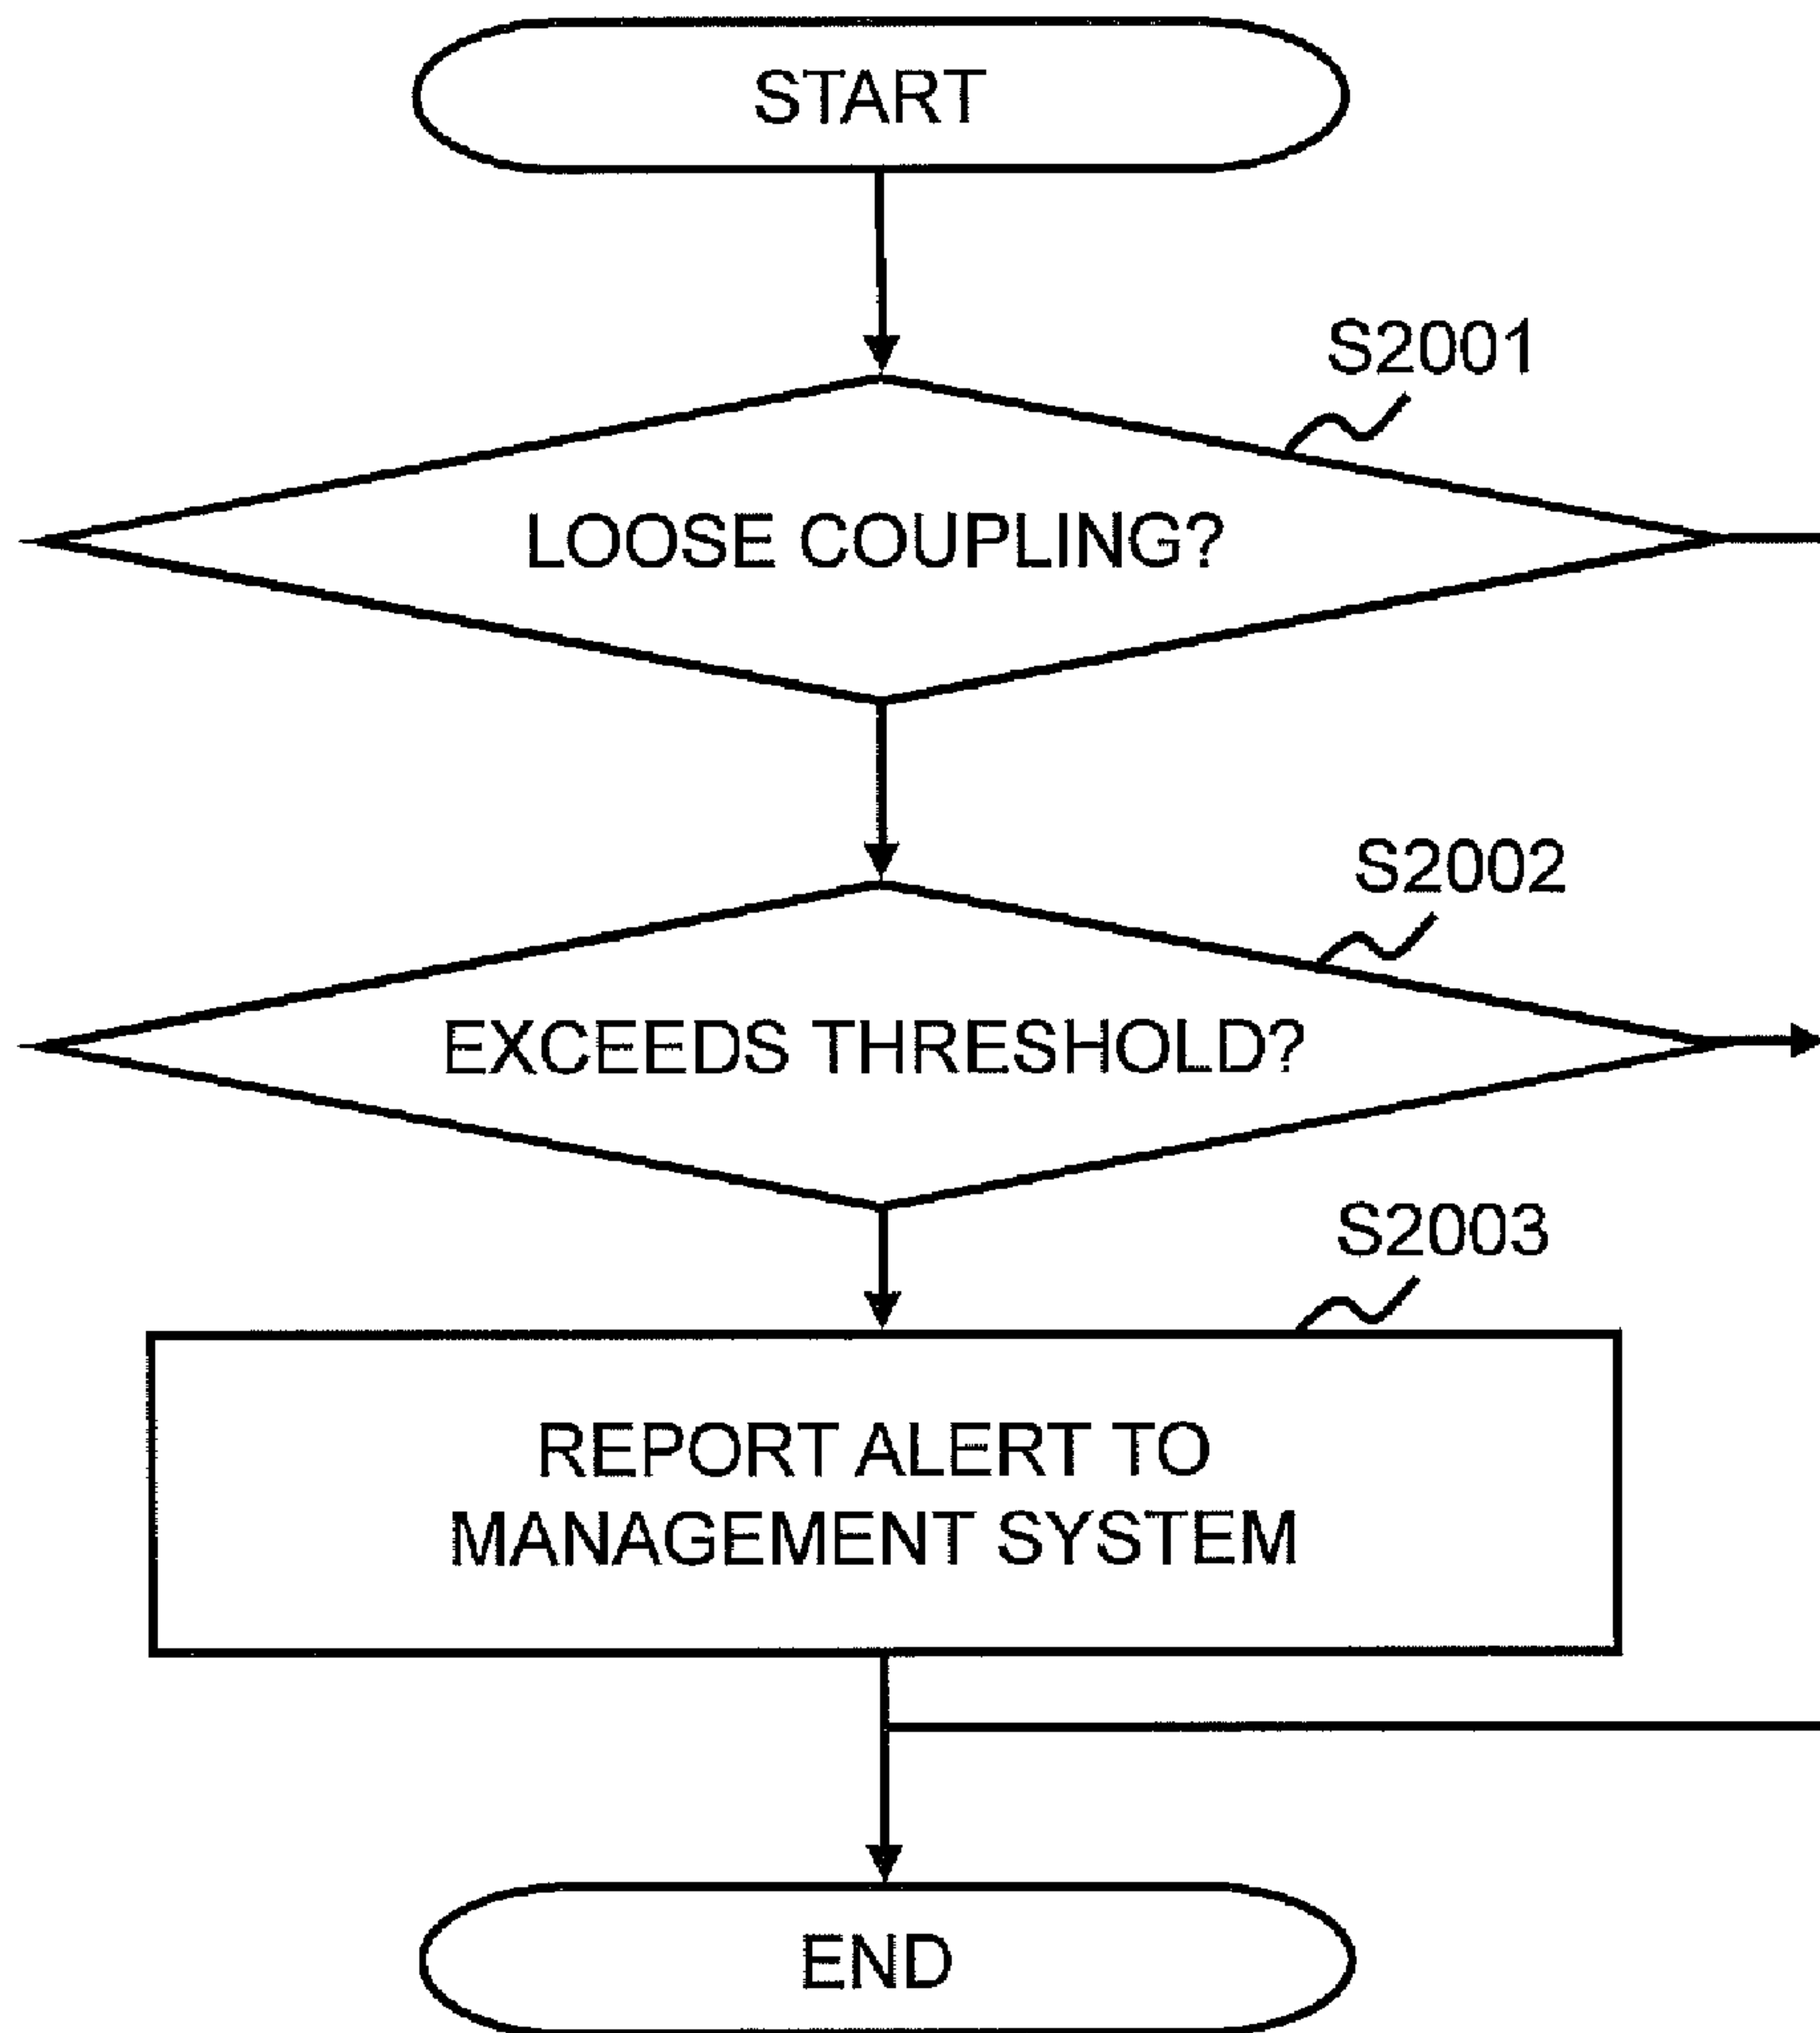 START
S2001
LOOSE COUPLING?
S2002
EXCEEDS THRESHOLD?
S2003
REPORT ALERT TO
MANAGEMENT SYSTEM
END